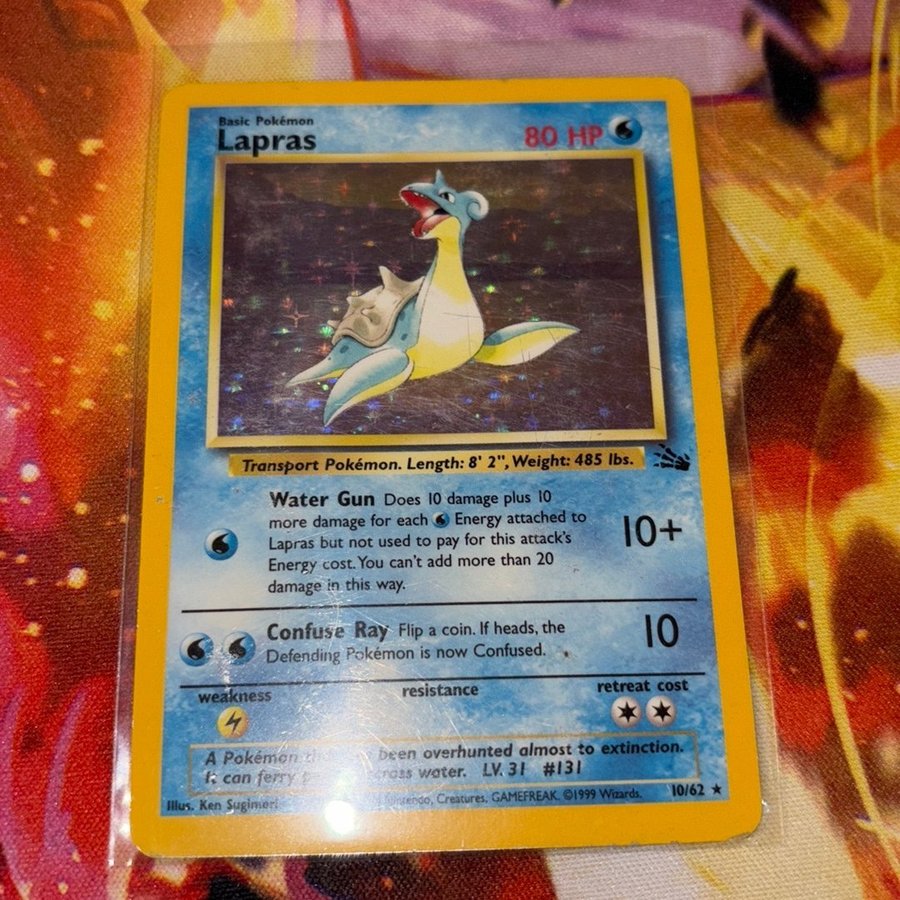 Basic Pokémon
Lapras 80 HP
Transport Pokémon. Length: 8' 2", Weight: 485 lbs.
Water Gun Does 10 damage plus 10
more damage for each Energy attached to
Lapras but not used to pay for this attack's
Energy cost. You can't add more than 20
damage in this way.
10+
Confuse Ray Flip a coin. If heads, the
Defending Pokémon is now Confused.
10
weakness resistance retreat cost
A Pokémon been overhunted almost to extinction.
It can ferry water. LV. 31 #131
Illus. Ken Sugimori Nintendo, Creatures, GAMEFREAK. ©1999 Wizards. 10/62 ★